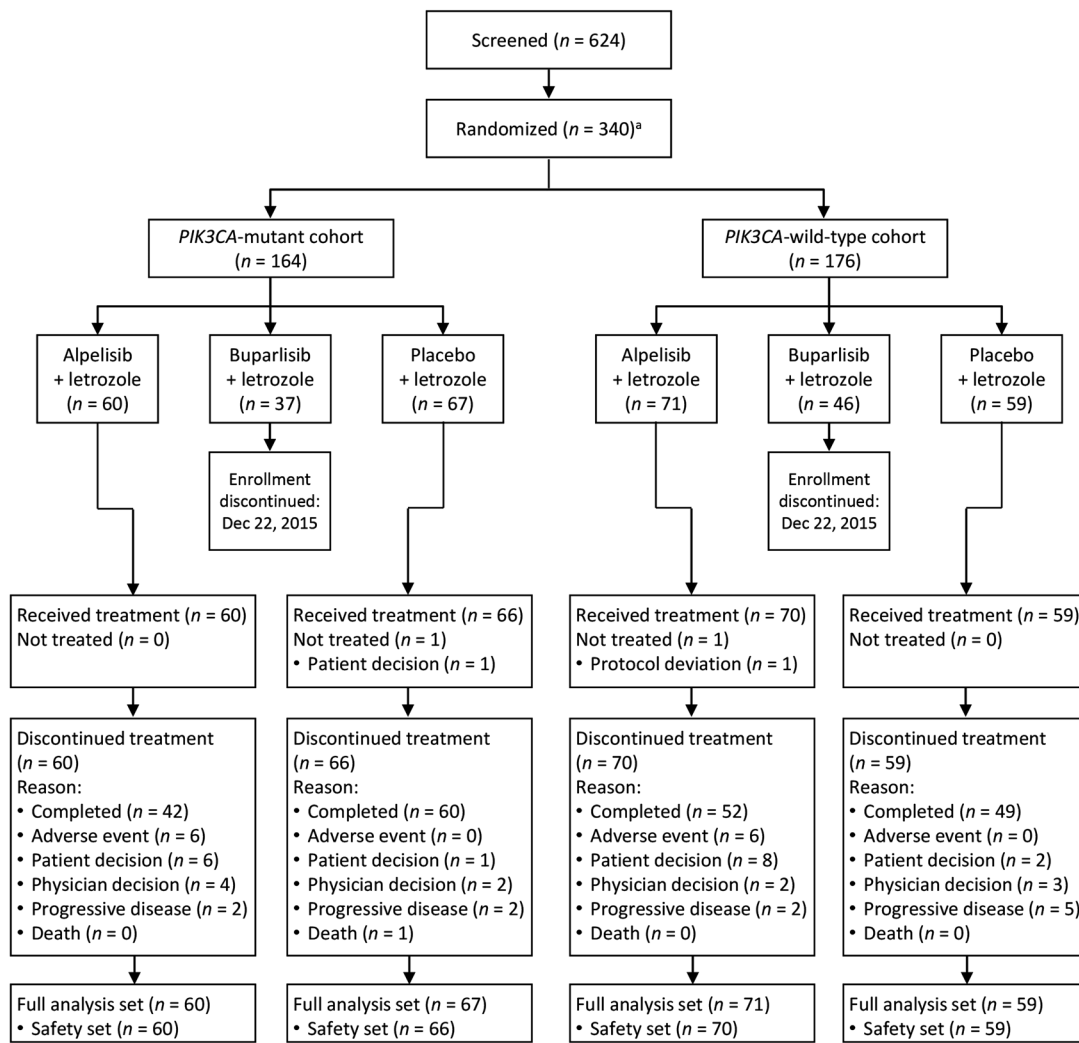 Screened (n = 624)
Randomized (n = 340)ᵃ
PIK3CA-mutant cohort
(n = 164)
PIK3CA-wild-type cohort
(n = 176)
Alpelisib
+ letrozole
(n = 60)
Buparlisib
+ letrozole
(n = 37)
Placebo
+ letrozole
(n = 67)
Alpelisib
+ letrozole
(n = 71)
Buparlisib
+ letrozole
(n = 46)
Placebo
+ letrozole
(n = 59)
Enrollment
discontinued:
Dec 22, 2015
Enrollment
discontinued:
Dec 22, 2015
Received treatment (n = 60)
Not treated (n = 0)
Received treatment (n = 66)
Not treated (n = 1)
• Patient decision (n = 1)
Received treatment (n = 70)
Not treated (n = 1)
• Protocol deviation (n = 1)
Received treatment (n = 59)
Not treated (n = 0)
Discontinued treatment
(n = 60)
Reason:
• Completed (n = 42)
• Adverse event (n = 6)
• Patient decision (n = 6)
• Physician decision (n = 4)
• Progressive disease (n = 2)
• Death (n = 0)
Discontinued treatment
(n = 66)
Reason:
• Completed (n = 60)
• Adverse event (n = 0)
• Patient decision (n = 1)
• Physician decision (n = 2)
• Progressive disease (n = 2)
• Death (n = 1)
Discontinued treatment
(n = 70)
Reason:
• Completed (n = 52)
• Adverse event (n = 6)
• Patient decision (n = 8)
• Physician decision (n = 2)
• Progressive disease (n = 2)
• Death (n = 0)
Discontinued treatment
(n = 59)
Reason:
• Completed (n = 49)
• Adverse event (n = 0)
• Patient decision (n = 2)
• Physician decision (n = 3)
• Progressive disease (n = 5)
• Death (n = 0)
Full analysis set (n = 60)
• Safety set (n = 60)
Full analysis set (n = 67)
• Safety set (n = 66)
Full analysis set (n = 71)
• Safety set (n = 70)
Full analysis set (n = 59)
• Safety set (n = 59)